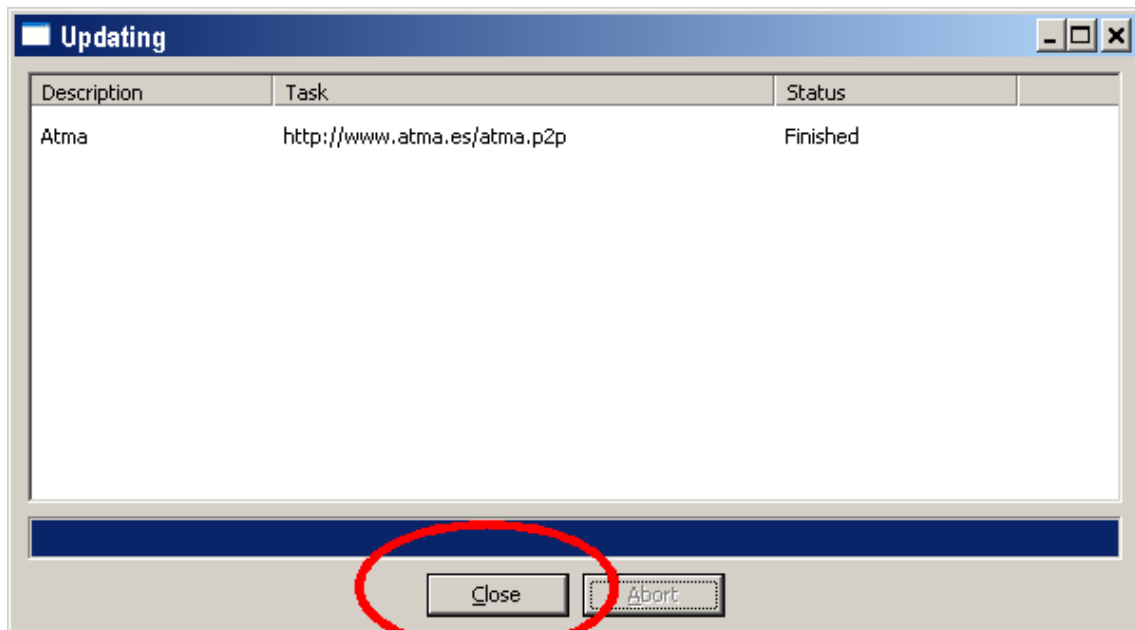 Updating
Description Task Status
Atma http://www.atma.es/atma.p2p Finished
Close Abort